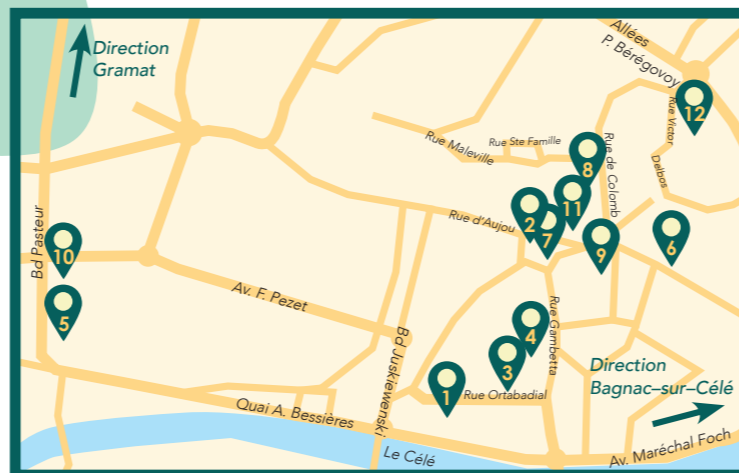 Direction
Gramat
Allées
P. Bérégovoy
12
Rue Victor
Delbos
Rue Ste Famille
Rue Maleville
8
Rue de Colomb
11
2
7
Rue d'Aujou
9
6
Bd Pasteur
10
5
Av. F. Pezet
Bd Juskiewenski
4
3
1
Rue Gambetta
Rue Ortabadial
Direction
Bagnac–sur–Célé
Quai A. Bessières
Le Célé
Av. Maréchal Foch